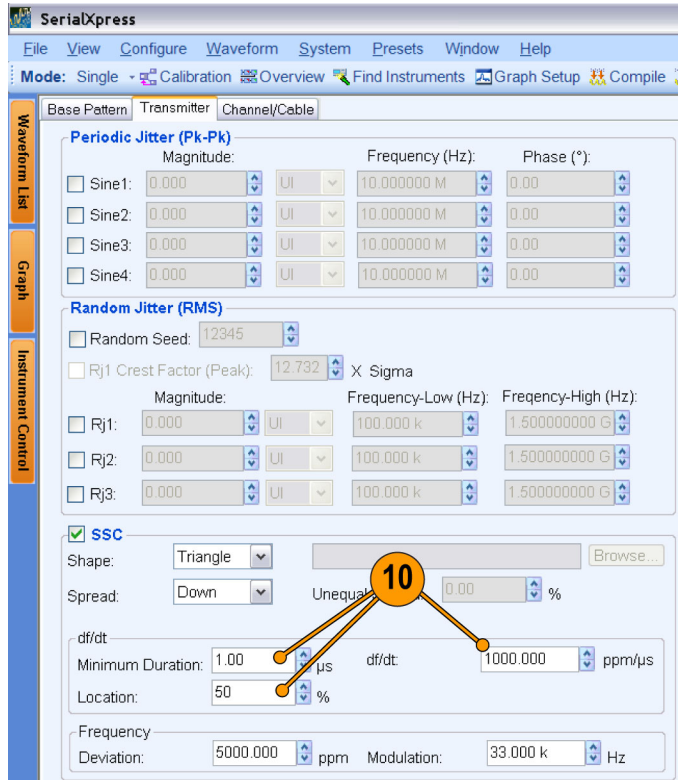 SerialXpress
File View Configure Waveform System Presets Window Help
Mode: Single Calibration Overview Find Instruments Graph Setup Compile
Waveform List
Graph
Instrument Control
Base Pattern Transmitter Channel/Cable
Periodic Jitter (Pk-Pk)
Magnitude: Frequency (Hz): Phase (°):
Sine1: 0.000 UI 10.000000 M 0.00
Sine2: 0.000 UI 10.000000 M 0.00
Sine3: 0.000 UI 10.000000 M 0.00
Sine4: 0.000 UI 10.000000 M 0.00
Random Jitter (RMS)
Random Seed: 12345
Rj1 Crest Factor (Peak): 12.732 X Sigma
Magnitude: Frequency-Low (Hz): Freqency-High (Hz):
Rj1: 0.000 UI 100.000 k 1.500000000 G
Rj2: 0.000 UI 100.000 k 1.500000000 G
Rj3: 0.000 UI 100.000 k 1.500000000 G
SSC
Shape: Triangle Browse...
10
Spread: Down 0.00 %
df/dt
Minimum Duration: 1.00 µs df/dt: 1000.000 ppm/µs
Location: 50 %
Frequency
Deviation: 5000.000 ppm Modulation: 33.000 k Hz